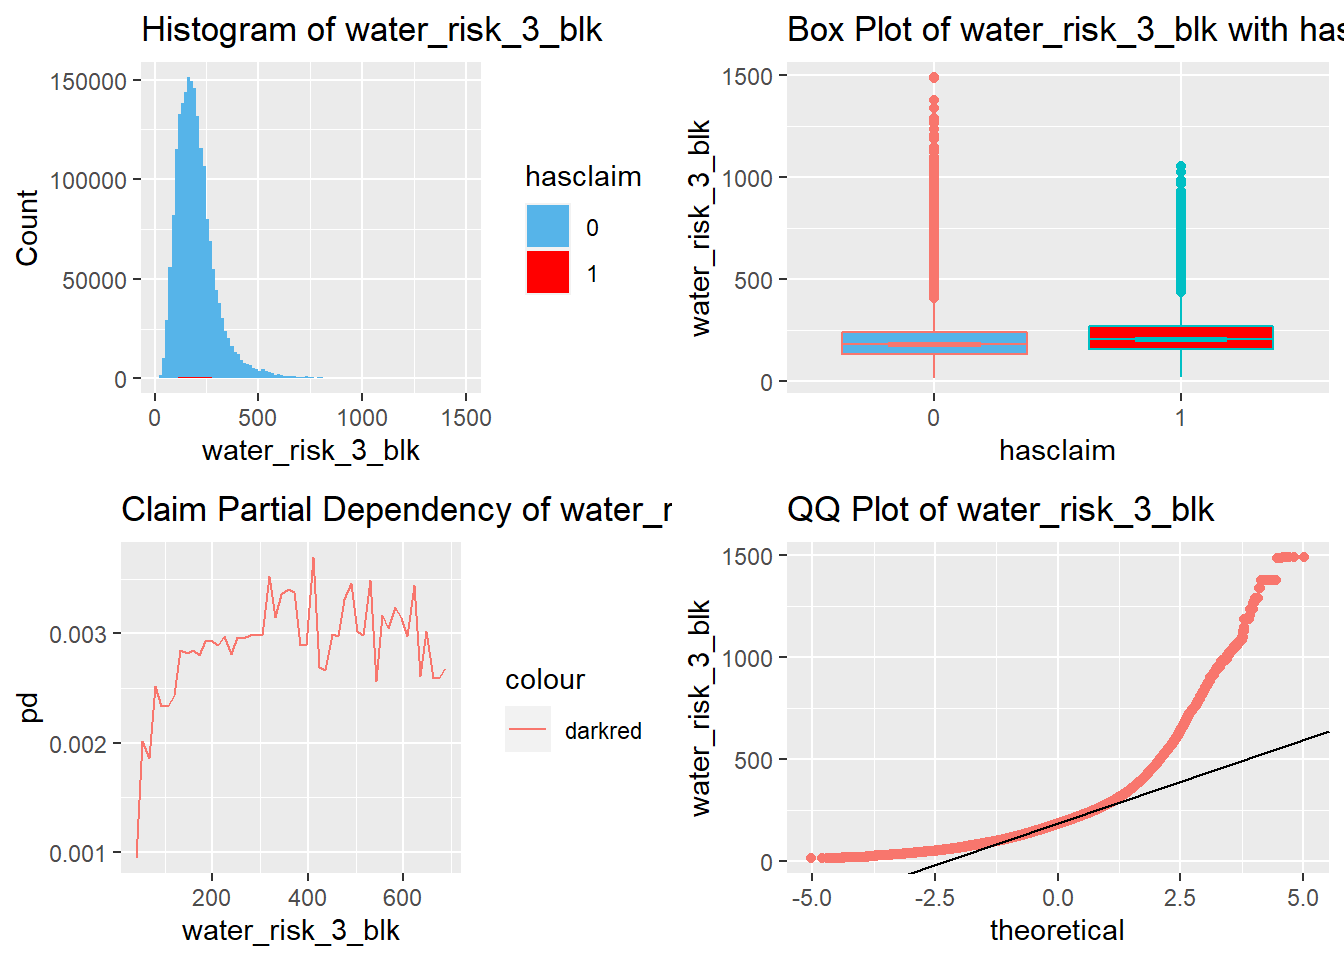 Histogram of water_risk_3_blk
150000
100000
50000
0
Count
0
500
1000
1500
water_risk_3_blk
hasclaim
0
1
Box Plot of water_risk_3_blk with has
1500
1000
500
0
water_risk_3_blk
0
1
hasclaim
Claim Partial Dependency of water_r
0.003
0.002
0.001
pd
200
400
600
water_risk_3_blk
colour
darkred
QQ Plot of water_risk_3_blk
1500
1000
500
0
water_risk_3_blk
-5.0
-2.5
0.0
2.5
5.0
theoretical